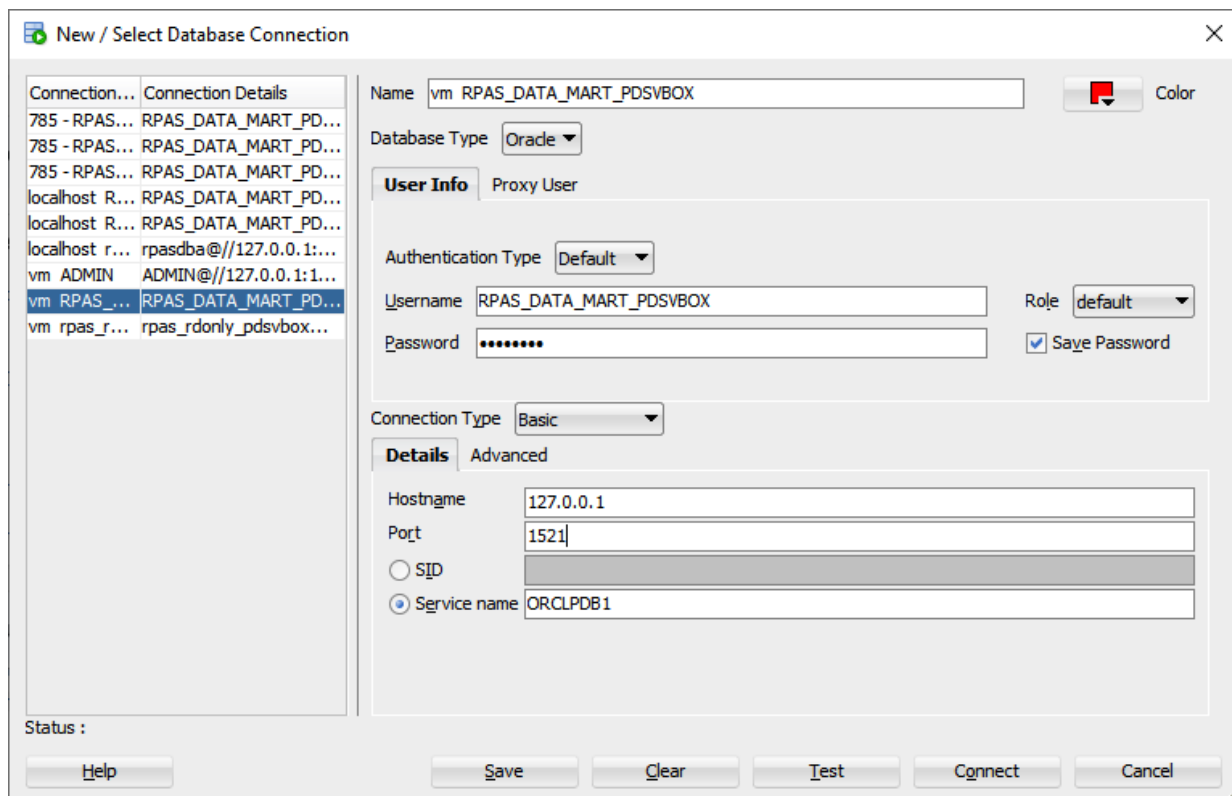 New / Select Database Connection
Connection... Connection Details
785 - RPAS... RPAS_DATA_MART_PD...
785 - RPAS... RPAS_DATA_MART_PD...
785 - RPAS... RPAS_DATA_MART_PD...
localhost R... RPAS_DATA_MART_PD...
localhost R... RPAS_DATA_MART_PD...
localhost r... rpasdba@//127.0.0.1:...
vm ADMIN ADMIN@//127.0.0.1:1...
vm RPAS_... RPAS_DATA_MART_PD...
vm rpas_r... rpas_rdonly_pdsvbox...
Name vm RPAS_DATA_MART_PDSVBOX Color
Database Type Oracle
User Info Proxy User
Authentication Type Default
Username RPAS_DATA_MART_PDSVBOX Role default
Password •••••••• Save Password
Connection Type Basic
Details Advanced
Hostname 127.0.0.1
Port 1521
SID
Service name ORCLPDB1
Status :
Help Save Clear Test Connect Cancel